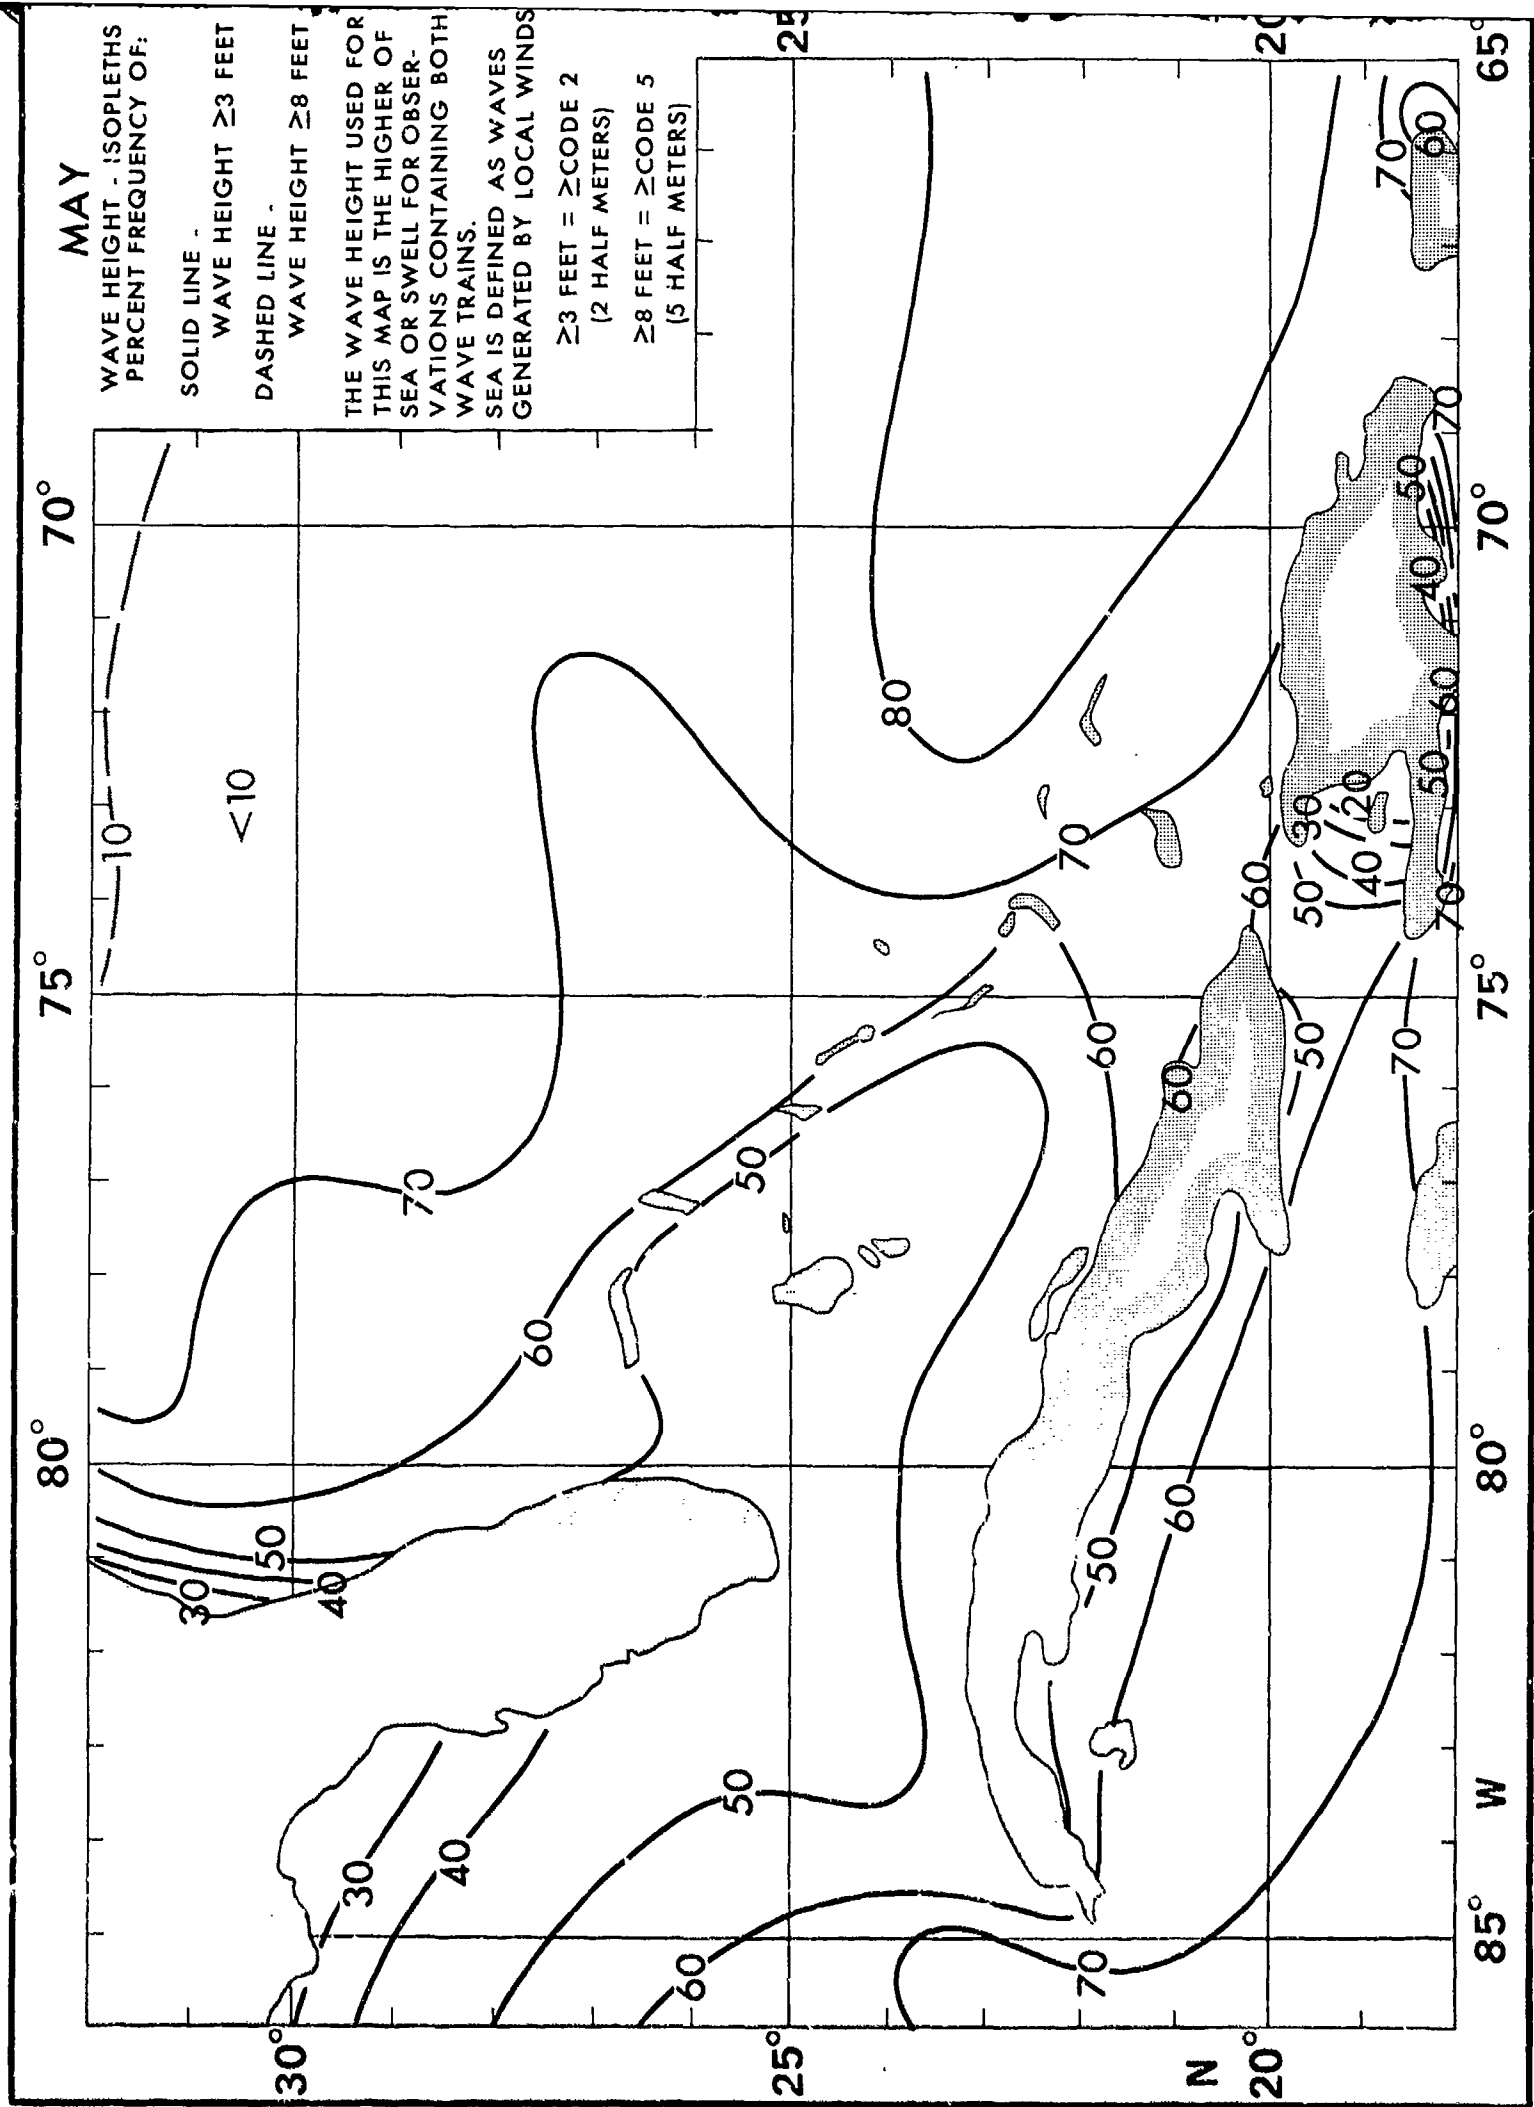 MAY
WAVE HEIGHT - ISOPLETHS
PERCENT FREQUENCY OF:
SOLID LINE -
WAVE HEIGHT ≥3 FEET
DASHED LINE -
WAVE HEIGHT ≥8 FEET
THE WAVE HEIGHT USED FOR
THIS MAP IS THE HIGHER OF
SEA OR SWELL FOR OBSER-
VATIONS CONTAINING BOTH
WAVE TRAINS.
SEA IS DEFINED AS WAVES
GENERATED BY LOCAL WINDS
≥3 FEET = ≥CODE 2
(2 HALF METERS)
≥8 FEET = ≥CODE 5
(5 HALF METERS)
80° 75° 70°
30°
25°
N
20°
25
20
85° W 80° 75° 70° 65°
10
<10
70
60
50
40
30
30
40
50
60
70
50
80
70
60
60
50
60
50
60
70
60
50
40
30
20
70
50
60
40
50
70
70
60